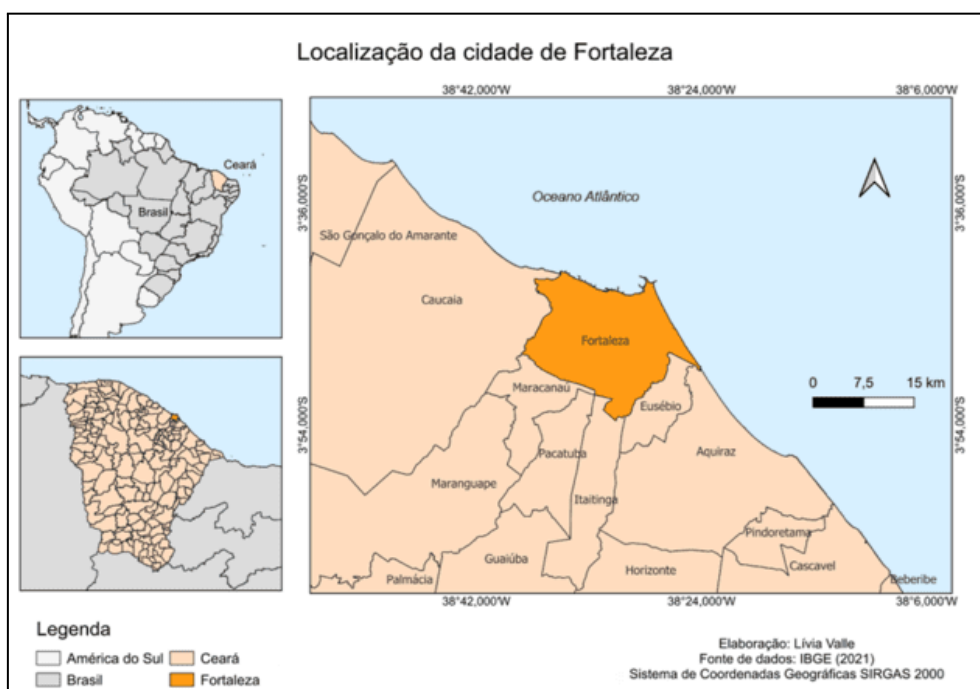 Localização da cidade de Fortaleza
Ceará
Brasil
38°42,000'W 38°24,000'W 38°6,000'W
3°36,000'S
3°54,000'S
Oceano Atlântico
São Gonçalo do Amarante
Caucaia
Fortaleza
Maracanaú
Eusébio
Pacatuba
Aquiraz
Maranguape
Itaitinga
Pindoretama
Guaiúba
Horizonte
Cascavel
Palmácia
Beberibe
0 7,5 15 km
3°36,000'S
3°54,000'S
38°42,000'W 38°24,000'W 38°6,000'W
Legenda
América do Sul
Ceará
Brasil
Fortaleza
Elaboração: Lívia Valle
Fonte de dados: IBGE (2021)
Sistema de Coordenadas Geográficas SIRGAS 2000